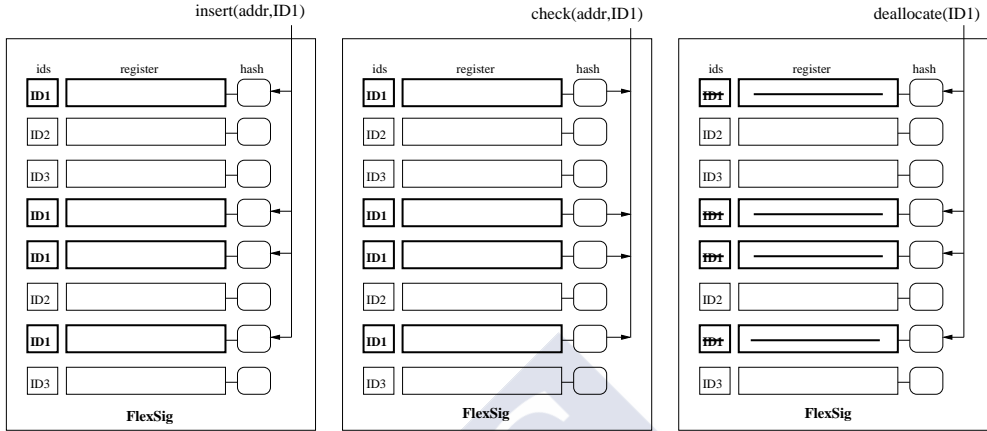 insert(addr,ID1)
ids register hash
ID1
ID2
ID3
ID1
ID1
ID2
ID1
ID3
FlexSig
check(addr,ID1)
ids register hash
ID1
ID2
ID3
ID1
ID1
ID2
ID1
ID3
FlexSig
deallocate(ID1)
ids register hash
ID1
ID2
ID3
ID1
ID1
ID2
ID1
ID3
FlexSig